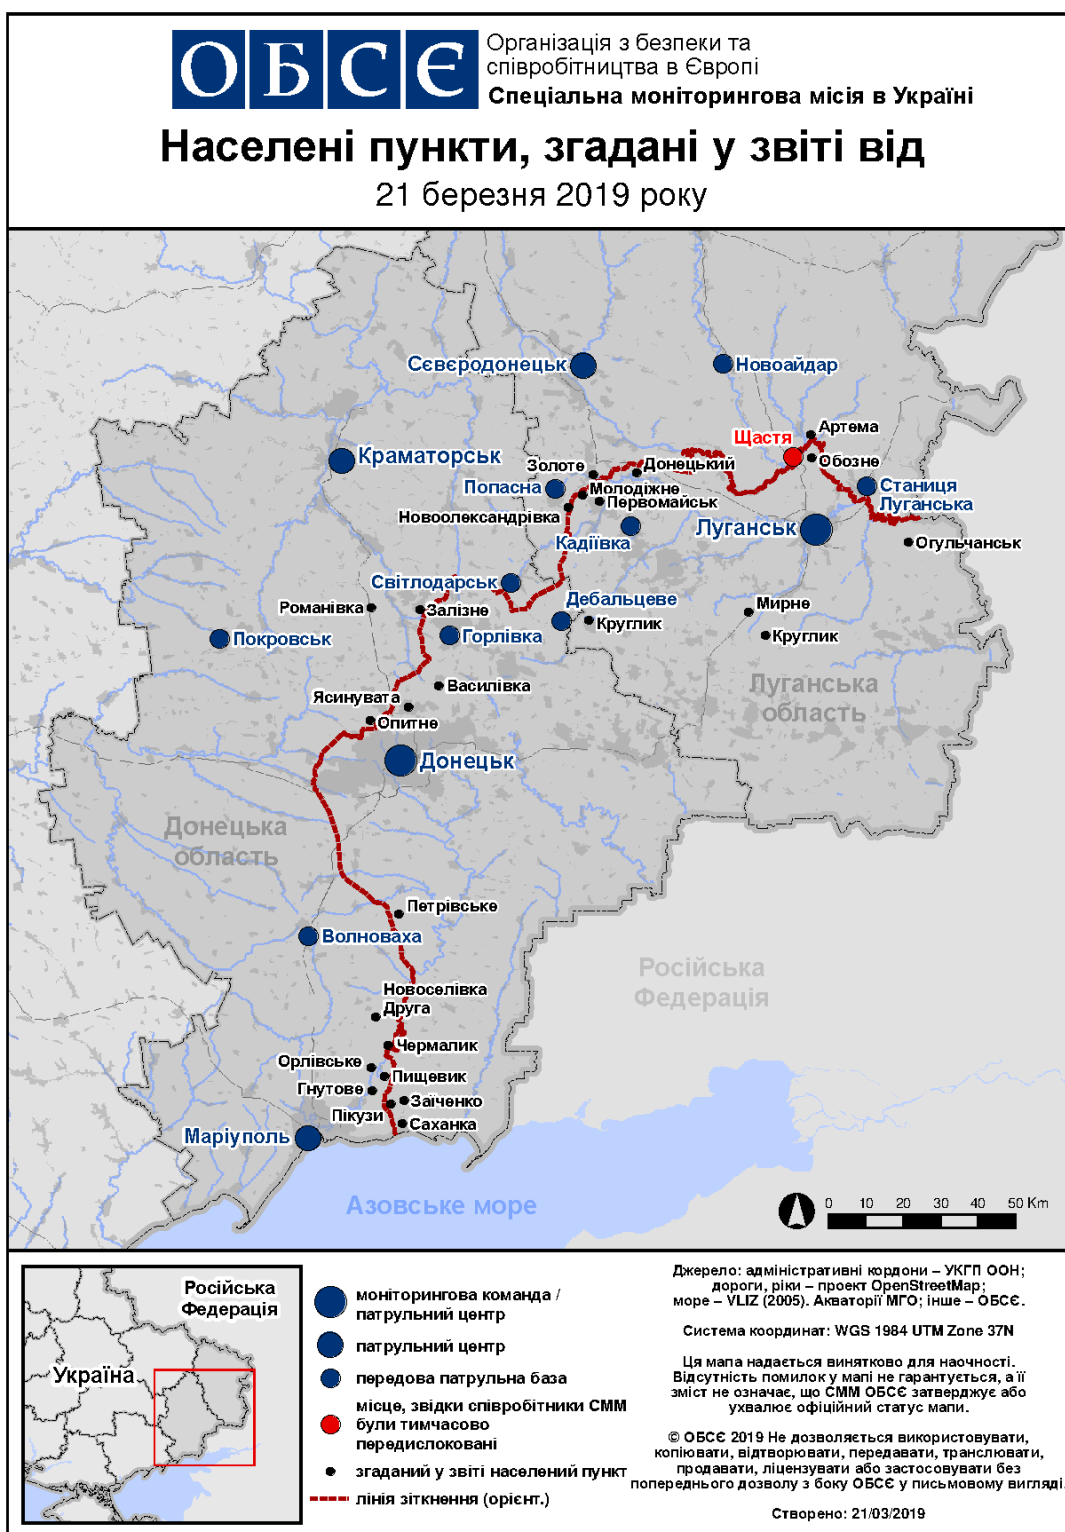 ОБСЄ
Організація з безпеки та
співробітництва в Європі
Спеціальна моніторингова місія в Україні
Населені пункти, згадані у звіті від
21 березня 2019 року
Сєвєродонецьк
Новоайдар
Артема
Щастя
Обозне
Краматорськ
Золоте
Донецький
Попасна
Молодіжне
Первомайськ
Станиця
Луганська
Новоолександрівка
Кадіївка
Луганськ
Огульчанськ
Світлодарськ
Романівка
Залізне
Дебальцеве
Мирне
Покровськ
Горлівка
Круглик
Круглик
Василівка
Ясинувата
Опитне
Луганська
область
Донецьк
Донецька
область
Петрівське
Волноваха
Російська
Федерація
Новоселівка
Друга
Чермалик
Орлівське
Пищевик
Гнутове
Заїченко
Пікузи
Саханка
Маріуполь
Азовське море
0 10 20 30 40 50 Km
Російська
Федерація
Україна
моніторингова команда /
патрульний центр
патрульний центр
передова патрульна база
місце, звідки співробітники СММ
були тимчасово
передислоковані
згаданий у звіті населений пункт
лінія зіткнення (орієнт.)
Джерело: адміністративні кордони – УКГП ООН;
дороги, ріки – проект OpenStreetMap;
море – VLIZ (2005). Акваторії МГО; інше – ОБСЄ.
Система координат: WGS 1984 UTM Zone 37N
Ця мапа надається винятково для наочності.
Відсутність помилок у мапі не гарантується, а її
зміст не означає, що СММ ОБСЄ затверджує або
ухвалює офіційний статус мапи.
© ОБСЄ 2019 Не дозволяється використовувати,
копіювати, відтворювати, передавати, транслювати,
продавати, ліцензувати або застосовувати без
попереднього дозволу з боку ОБСЄ у письмовому вигляді.
Створено: 21/03/2019